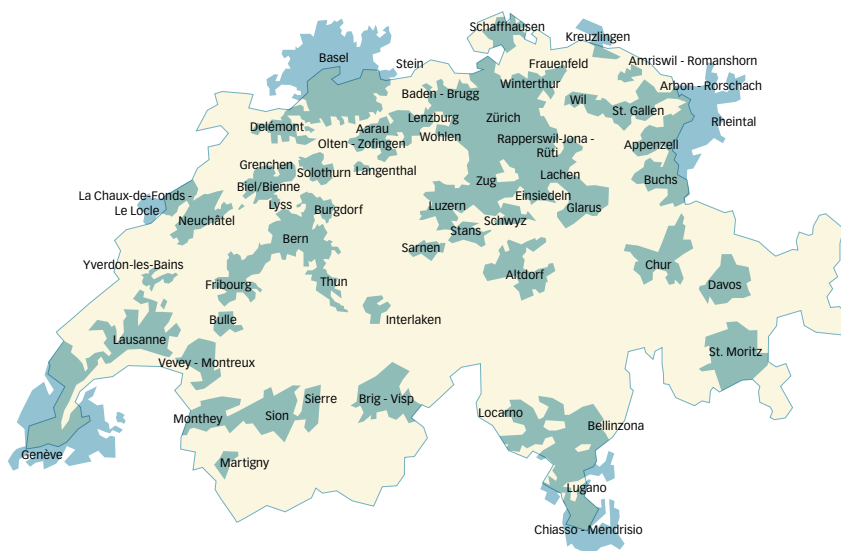 Schaffhausen
Kreuzlingen
Basel
Stein
Frauenfeld
Amriswil - Romanshorn
Winterthur
Arbon - Rorschach
Baden - Brugg
Wil
St. Gallen
Rheintal
Lenzburg
Zürich
Delémont
Aarau
Wohlen
Rapperswil-Jona -
Rüti
Olten - Zofingen
Appenzell
Grenchen
Solothurn
Langenthal
Lachen
Buchs
Biel/Bienne
Zug
La Chaux-de-Fonds -
Le Locle
Einsiedeln
Lyss
Burgdorf
Luzern
Glarus
Neuchâtel
Schwyz
Stans
Bern
Sarnen
Yverdon-les-Bains
Chur
Altdorf
Fribourg
Thun
Davos
Bulle
Interlaken
Lausanne
St. Moritz
Vevey - Montreux
Sierre
Brig - Visp
Monthey
Sion
Locarno
Bellinzona
Genève
Martigny
Lugano
Chiasso - Mendrisio